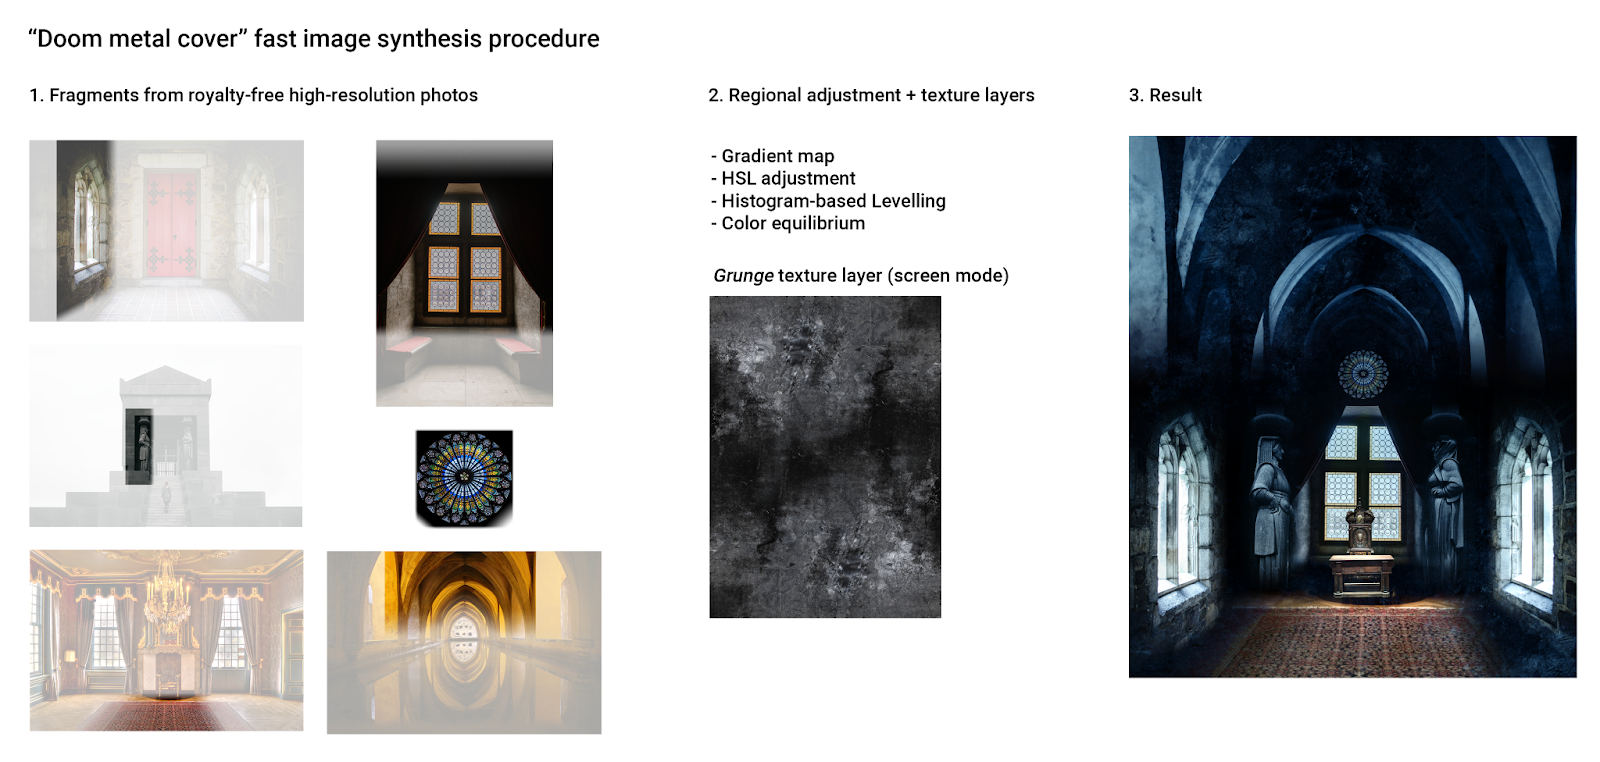 “Doom metal cover” fast image synthesis procedure
1. Fragments from royalty-free high-resolution photos
2. Regional adjustment + texture layers
- Gradient map
- HSL adjustment
- Histogram-based Levelling
- Color equilibrium
Grunge texture layer (screen mode)
3. Result